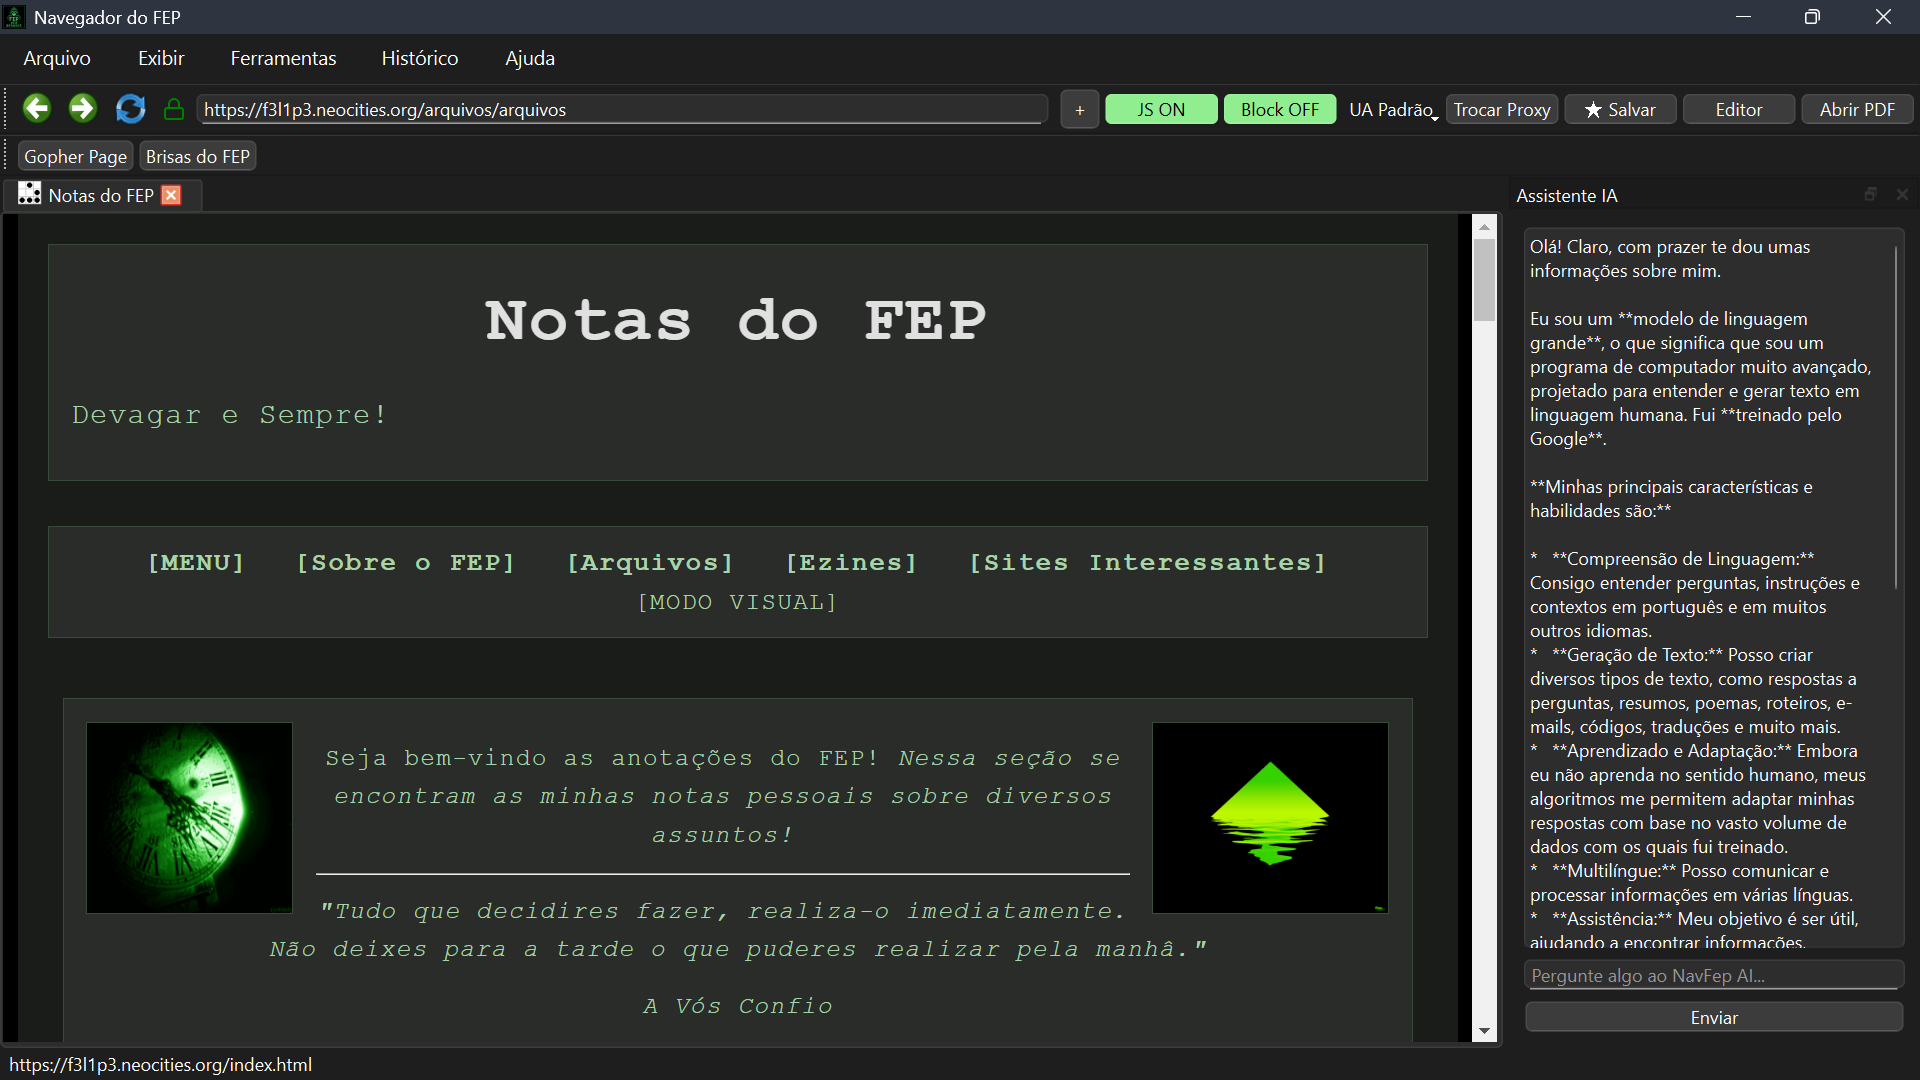 Navegador do FEP
Arquivo Exibir Ferramentas Histórico Ajuda
https://f3l1p3.neocities.org/arquivos/arquivos + JS ON Block OFF UA Padrão Trocar Proxy ★ Salvar Editor Abrir PDF
Gopher Page Brisas do FEP
Notas do FEP
Notas do FEP
Devagar e Sempre!
[MENU] [Sobre o FEP] [Arquivos] [Ezines] [Sites Interessantes]
[MODO VISUAL]
Seja bem-vindo as anotações do FEP! Nessa seção se
encontram as minhas notas pessoais sobre diversos
assuntos!
"Tudo que decidires fazer, realiza-o imediatamente.
Não deixes para a tarde o que puderes realizar pela manhâ."
A Vós Confio
Assistente IA
Olá! Claro, com prazer te dou umas
informações sobre mim.
Eu sou um **modelo de linguagem
grande**, o que significa que sou um
programa de computador muito avançado,
projetado para entender e gerar texto em
linguagem humana. Fui **treinado pelo
Google**.
**Minhas principais características e
habilidades são:**
* **Compreensão de Linguagem:**
Consigo entender perguntas, instruções e
contextos em português e em muitos
outros idiomas.
* **Geração de Texto:** Posso criar
diversos tipos de texto, como respostas a
perguntas, resumos, poemas, roteiros, e-
mails, códigos, traduções e muito mais.
* **Aprendizado e Adaptação:** Embora
eu não aprenda no sentido humano, meus
algoritmos me permitem adaptar minhas
respostas com base no vasto volume de
dados com os quais fui treinado.
* **Multilíngue:** Posso comunicar e
processar informações em várias línguas.
* **Assistência:** Meu objetivo é ser útil,
ajudando a encontrar informações,
Pergunte algo ao NavFep AI...
Enviar
https://f3l1p3.neocities.org/index.html